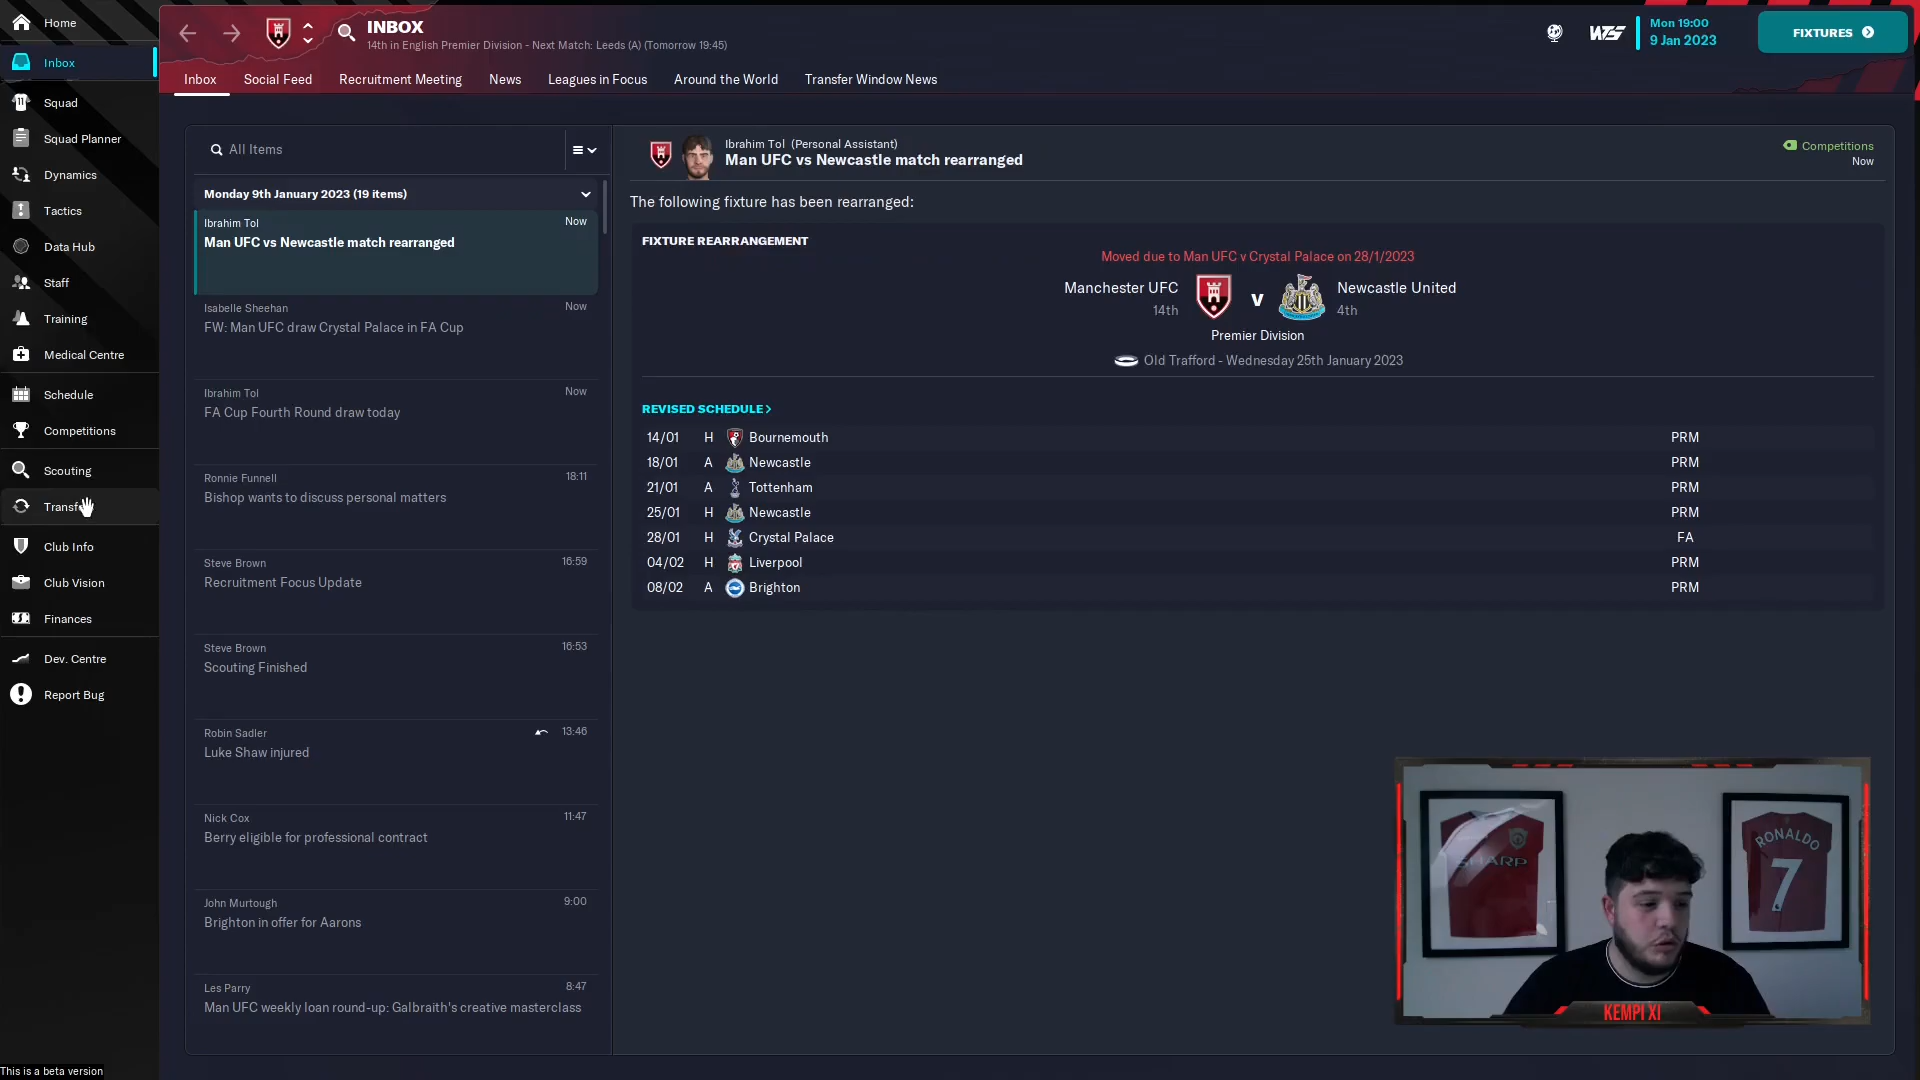 Home
Inbox
Squad
Squad Planner
Dynamics
Tactics
Data Hub
Staff
Training
Medical Centre
Schedule
Competitions
Scouting
Club Info
Club Vision
Finances
Dev. Centre
Report Bug
This is a beta version
INBOX
14th in English Premier Division - Next Match: Leeds (A) (Tomorrow 19:45)
Mon 19:00
9 Jan 2023
FIXTURES
Inbox Social Feed Recruitment Meeting News Leagues in Focus Around the World Transfer Window News
All Items
Monday 9th January 2023 (19 items)
Ibrahim Tol Now
Man UFC vs Newcastle match rearranged
Isabelle Sheehan Now
FW: Man UFC draw Crystal Palace in FA Cup
Ibrahim Tol Now
FA Cup Fourth Round draw today
Ronnie Funnell 18:11
Bishop wants to discuss personal matters
Steve Brown 16:59
Recruitment Focus Update
Steve Brown 16:53
Scouting Finished
Robin Sadler 13:46
Luke Shaw injured
Nick Cox 11:47
Berry eligible for professional contract
John Murtough 9:00
Brighton in offer for Aarons
Les Parry 8:47
Man UFC weekly loan round-up: Galbraith's creative masterclass
Ibrahim Tol (Personal Assistant)
Man UFC vs Newcastle match rearranged
Competitions
Now
The following fixture has been rearranged:
FIXTURE REARRANGEMENT
Moved due to Man UFC v Crystal Palace on 28/1/2023
Manchester UFC v Newcastle United
14th 4th
Premier Division
Old Trafford - Wednesday 25th January 2023
REVISED SCHEDULE>
14/01 H Bournemouth PRM
18/01 A Newcastle PRM
21/01 A Tottenham PRM
25/01 H Newcastle PRM
28/01 H Crystal Palace FA
04/02 H Liverpool PRM
08/02 A Brighton PRM
SHARP
RONALDO
7
KEMPI XI